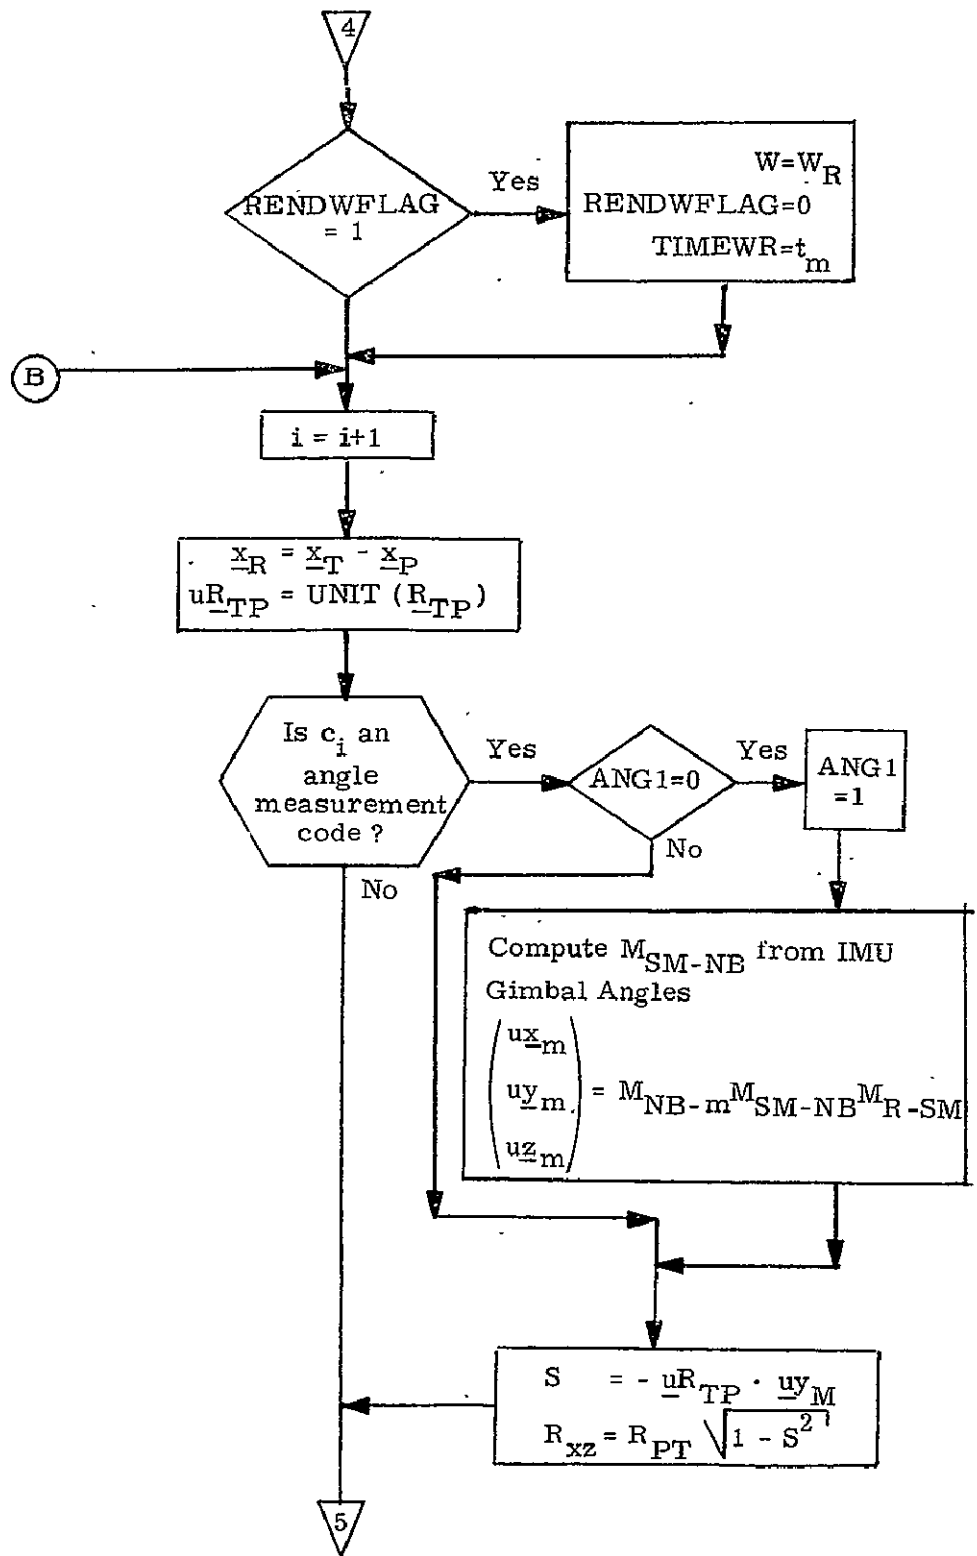 4
RENDWFLAG
= 1
Yes
W=W_R
RENDWFLAG=0
TIMEWR=t_m
B
i = i+1
x_R = x_T - x_P
uR_TP = UNIT (R_TP)
Is c_i an
angle
measurement
code ?
Yes
ANG1=0
Yes
ANG1
=1
No
No
Compute M_SM-NB from IMU
Gimbal Angles
(ux_m)
(uy_m) = M_NB-m M_SM-NB M_R-SM
(uz_m)
S = - uR_TP · uy_M
R_xz = R_PT √1 - S²
5